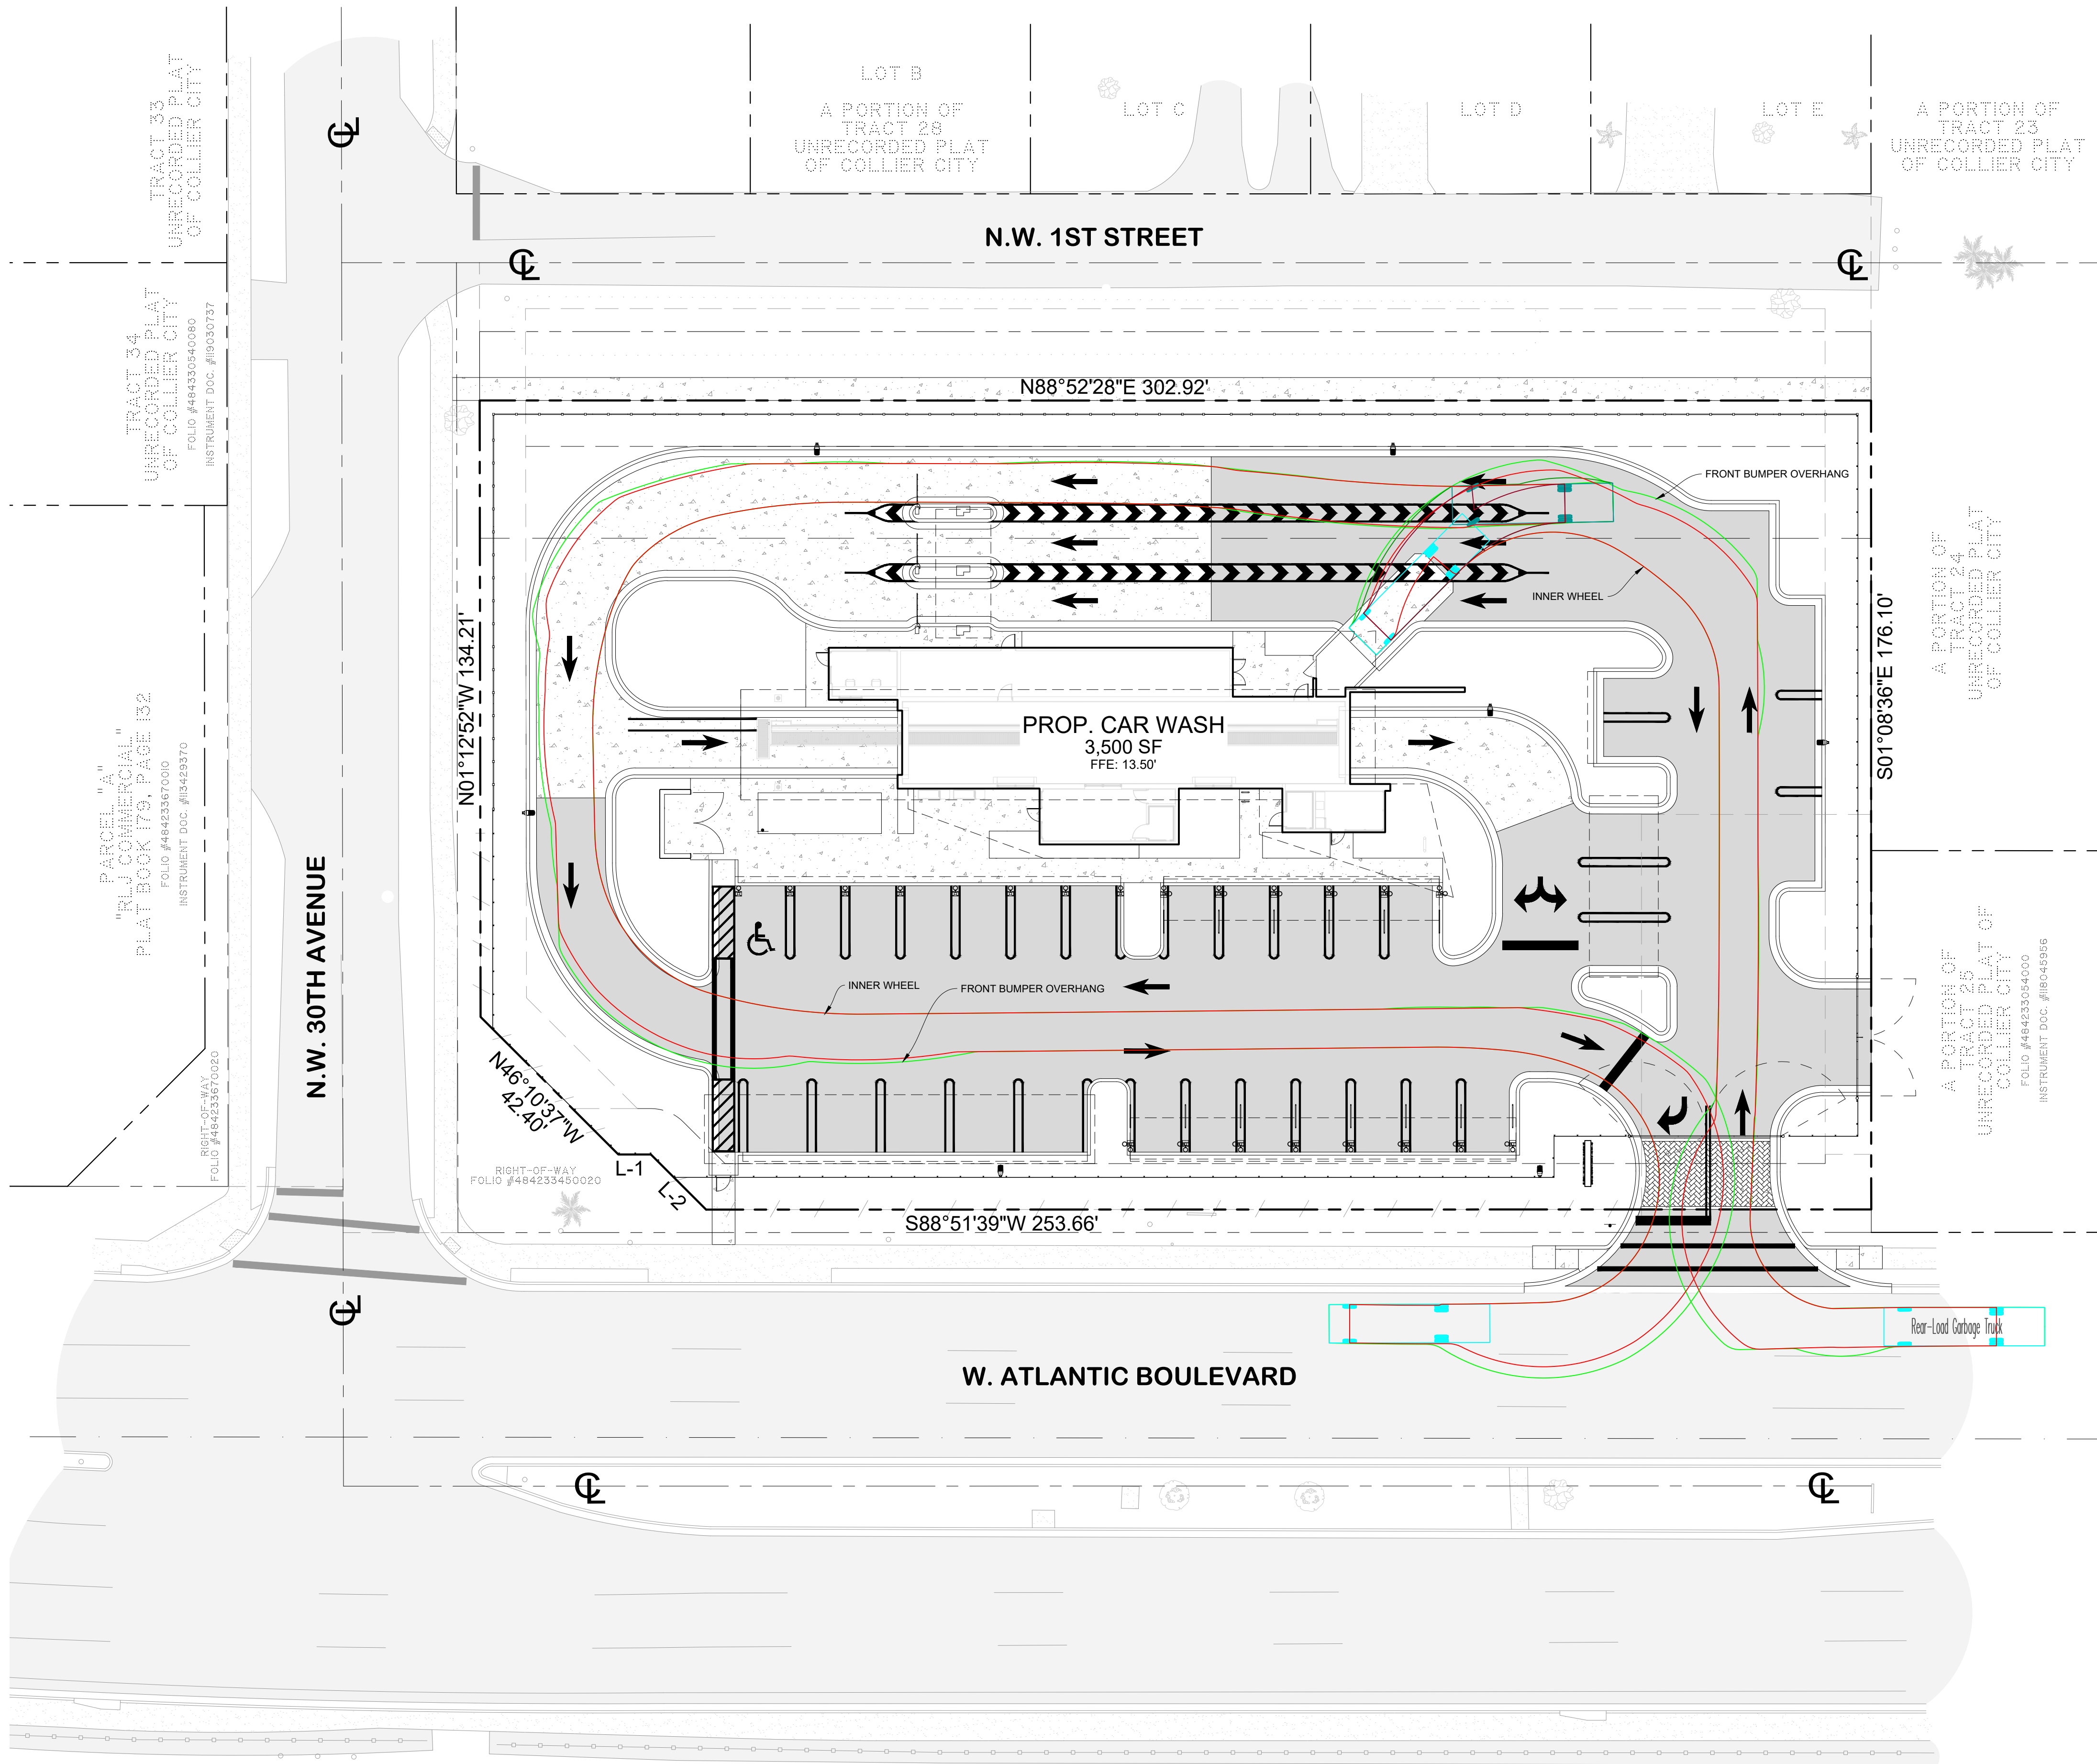 TRACT 33
UNRECORDED PLAT
OF COLLIER CITY
LOT B
A PORTION OF
TRACT 28
UNRECORDED PLAT
OF COLLIER CITY
LOT C
LOT D
LOT E
A PORTION OF
TRACT 23
UNRECORDED PLAT
OF COLLIER CITY
N.W. 1ST STREET
TRACT 34
UNRECORDED PLAT
OF COLLIER CITY
FOLIO #484330540080
INSTRUMENT DOC. #119030737
N88°52'28"E 302.92'
FRONT BUMPER OVERHANG
INNER WHEEL
A PORTION OF
TRACT 24
UNRECORDED PLAT
OF COLLIER CITY
N01°12'52"W 134.21'
S01°08'36"E 176.10'
PROP. CAR WASH
3,500 SF
FFE: 13.50'
PARCEL "A"
"RLJ COMMERCIAL"
PLAT BOOK 179, PAGE 132
FOLIO #484233670010
INSTRUMENT DOC. #113429370
N.W. 30TH AVENUE
INNER WHEEL
FRONT BUMPER OVERHANG
A PORTION OF
TRACT 25
UNRECORDED PLAT OF
COLLIER CITY
FOLIO #484233054000
INSTRUMENT DOC. #118045956
N46°10'37"W
42.40'
RIGHT-OF-WAY
FOLIO #484233670020
RIGHT-OF-WAY
FOLIO #484233450020
L-1
L-2
S88°51'39"W 253.66'
Rear-Load Garbage Truck
W. ATLANTIC BOULEVARD